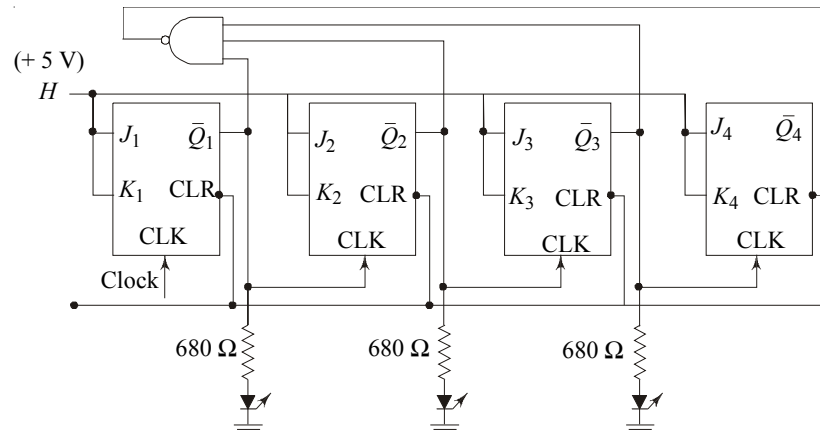 (+ 5 V)
H
J₁ Q̄₁ J₂ Q̄₂ J₃ Q̄₃ J₄ Q̄₄
K₁ CLR K₂ CLR K₃ CLR K₄ CLR
CLK CLK CLK CLK
Clock
680 Ω 680 Ω 680 Ω